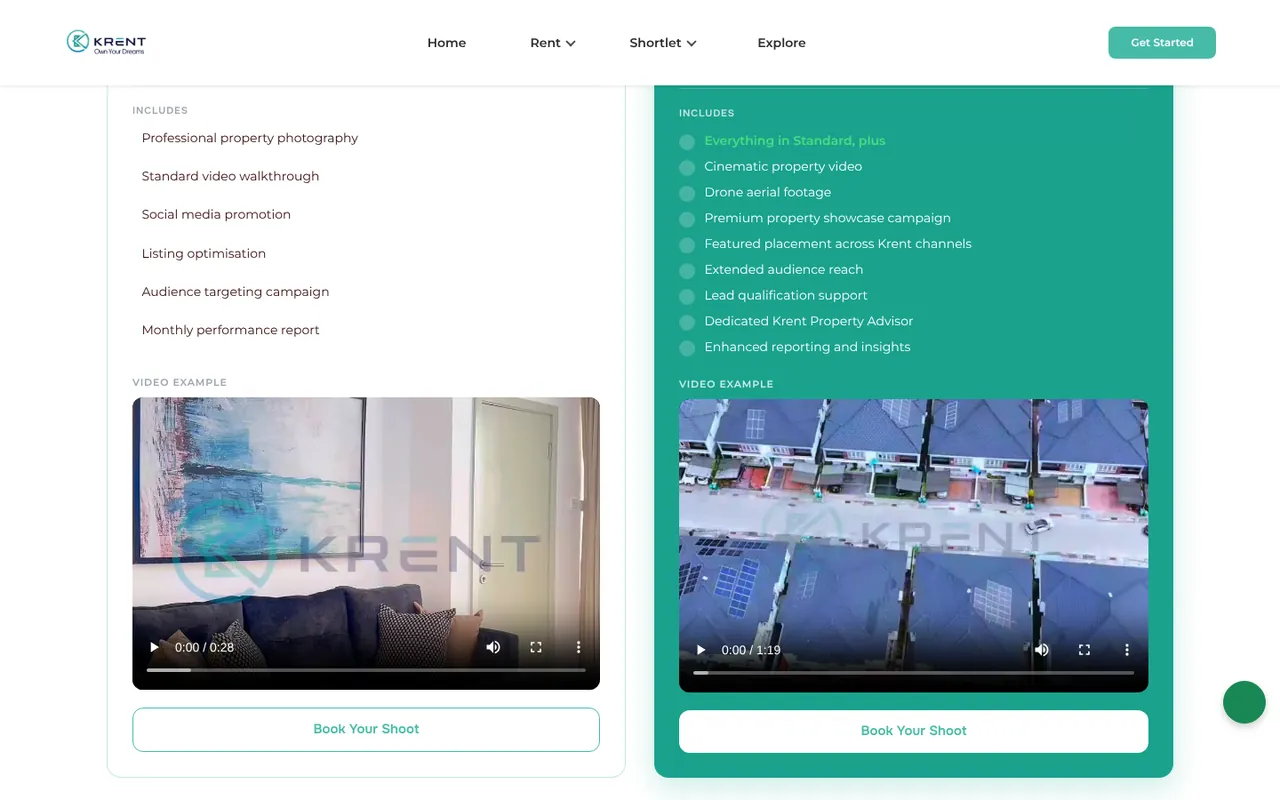 KRENT
Own Your Dreams
Home
Rent
Shortlet
Explore
Get Started
INCLUDES
Professional property photography
Standard video walkthrough
Social media promotion
Listing optimisation
Audience targeting campaign
Monthly performance report
VIDEO EXAMPLE
KRENT
0:00 / 0:28
Book Your Shoot
INCLUDES
Everything in Standard, plus
Cinematic property video
Drone aerial footage
Premium property showcase campaign
Featured placement across Krent channels
Extended audience reach
Lead qualification support
Dedicated Krent Property Advisor
Enhanced reporting and insights
VIDEO EXAMPLE
KRENT
0:00 / 1:19
Book Your Shoot